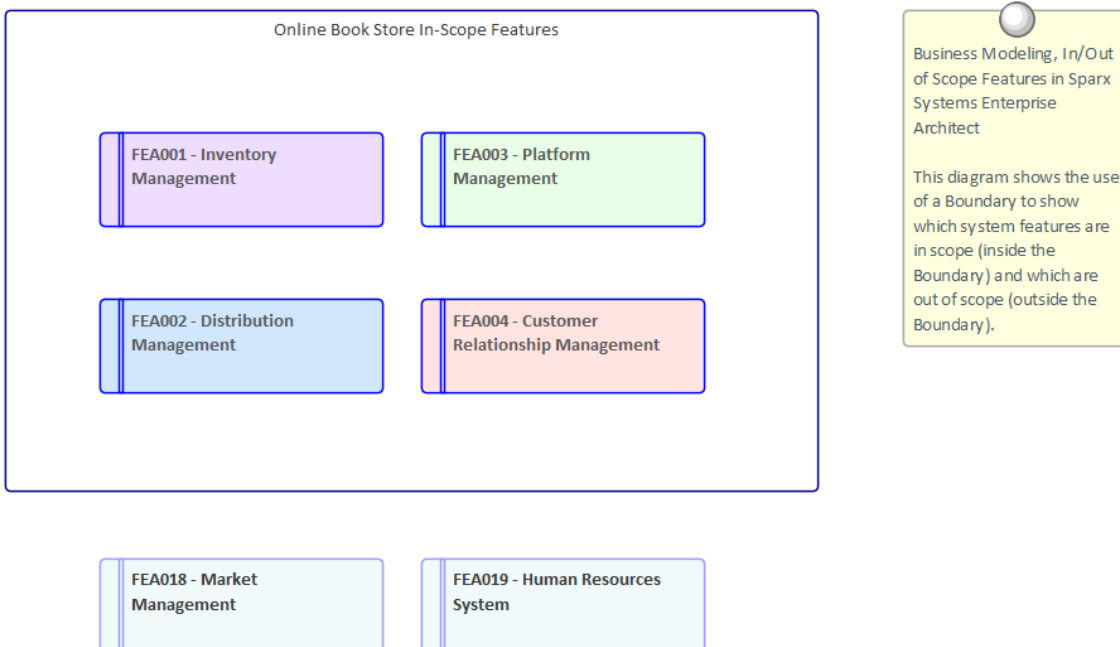 Online Book Store In-Scope Features
FEA001 - Inventory
Management
FEA003 - Platform
Management
FEA002 - Distribution
Management
FEA004 - Customer
Relationship Management
FEA018 - Market
Management
FEA019 - Human Resources
System
Business Modeling, In/Out
of Scope Features in Sparx
Systems Enterprise
Architect
This diagram shows the use
of a Boundary to show
which system features are
in scope (inside the
Boundary) and which are
out of scope (outside the
Boundary).